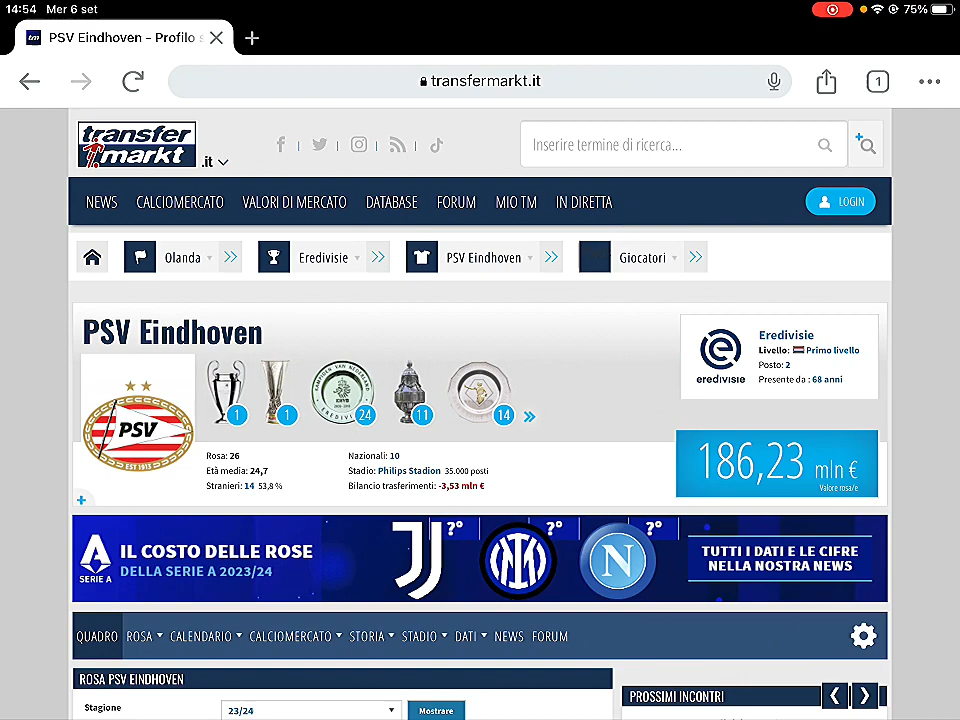 14:54 Mer 6 set
75%
tm PSV Eindhoven - Profilo s
transfermarkt.it
1
transfer
markt .it
Inserire termine di ricerca...
NEWS CALCIOMERCATO VALORI DI MERCATO DATABASE FORUM MIO TM IN DIRETTA LOGIN
Olanda Eredivisie PSV Eindhoven Giocatori
PSV Eindhoven
Eredivisie
Livello: Primo livello
Posto: 2
Presente da : 68 anni
eredivisie
1 1 24 11 14
PSV
EST 1913
Rosa: 26
Età media: 24,7
Stranieri: 14 53,8 %
Nazionali: 10
Stadio: Philips Stadion 35.000 posti
Bilancio trasferimenti: -3,53 mln €
186,23 mln €
Valore rosa/e
SERIE A
IL COSTO DELLE ROSE
DELLA SERIE A 2023/24
?° ?° ?°
N
TUTTI I DATI E LE CIFRE
NELLA NOSTRA NEWS
QUADRO ROSA CALENDARIO CALCIOMERCATO STORIA STADIO DATI NEWS FORUM
ROSA PSV EINDHOVEN
Stagione 23/24 Mostrare
PROSSIMI INCONTRI